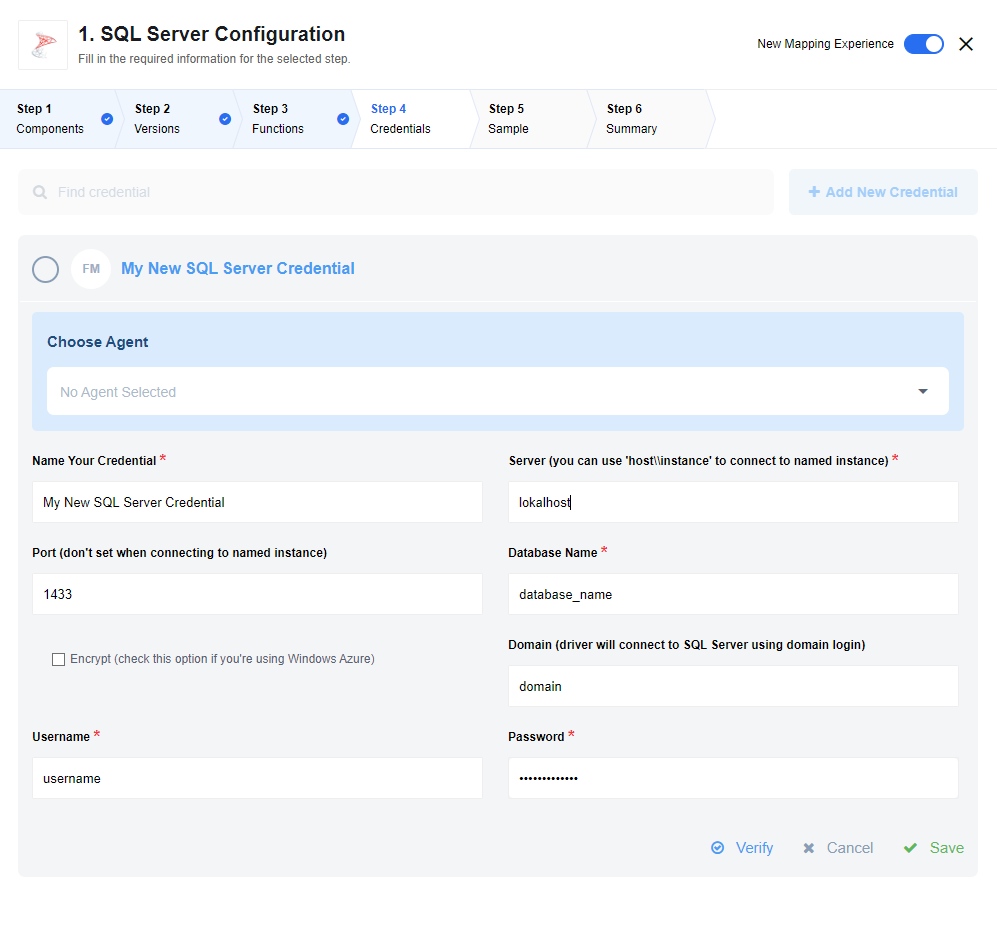 1. SQL Server Configuration
Fill in the required information for the selected step.
New Mapping Experience
Step 1
Components
Step 2
Versions
Step 3
Functions
Step 4
Credentials
Step 5
Sample
Step 6
Summary
Find credential
Add New Credential
FM
My New SQL Server Credential
Choose Agent
No Agent Selected
Name Your Credential *
Server (you can use 'host\\instance' to connect to named instance) *
My New SQL Server Credential
lokalhost
Port (don't set when connecting to named instance)
Database Name *
1433
database_name
Encrypt (check this option if you're using Windows Azure)
Domain (driver will connect to SQL Server using domain login)
domain
Username *
Password *
username
•••••••••••••
Verify
Cancel
Save